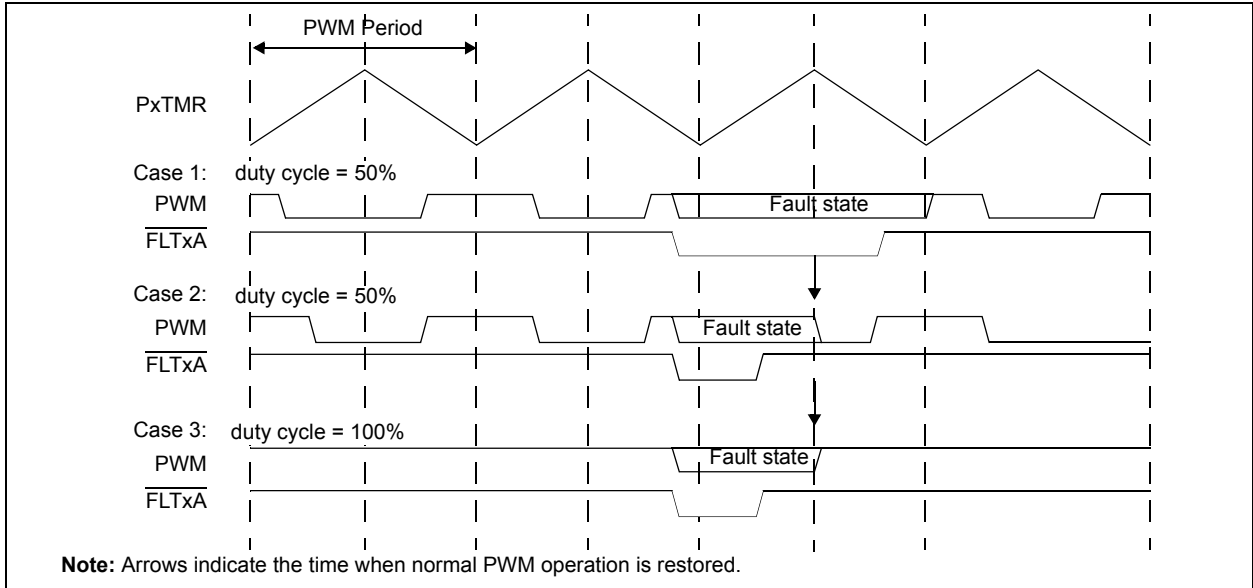 PWM Period
PxTMR
Case 1: duty cycle = 50%
PWM
Fault state
FLTxA
Case 2: duty cycle = 50%
PWM
Fault state
FLTxA
Case 3: duty cycle = 100%
PWM
Fault state
FLTxA
Note: Arrows indicate the time when normal PWM operation is restored.